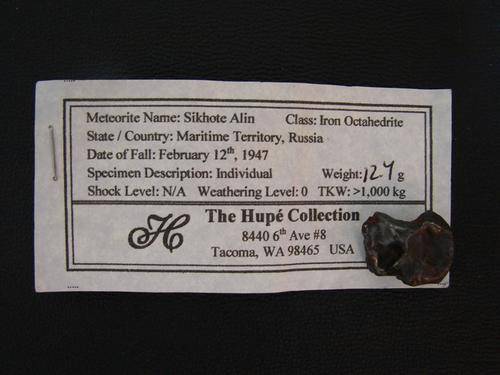 Meteorite Name: Sikhote Alin Class: Iron Octahedrite
State / Country: Maritime Territory, Russia
Date of Fall: February 12th, 1947
Specimen Description: Individual Weight: 12.4 g
Shock Level: N/A Weathering Level: 0 TKW: >1,000 kg
H The Hupé Collection
8440 6th Ave #8
Tacoma, WA 98465 USA